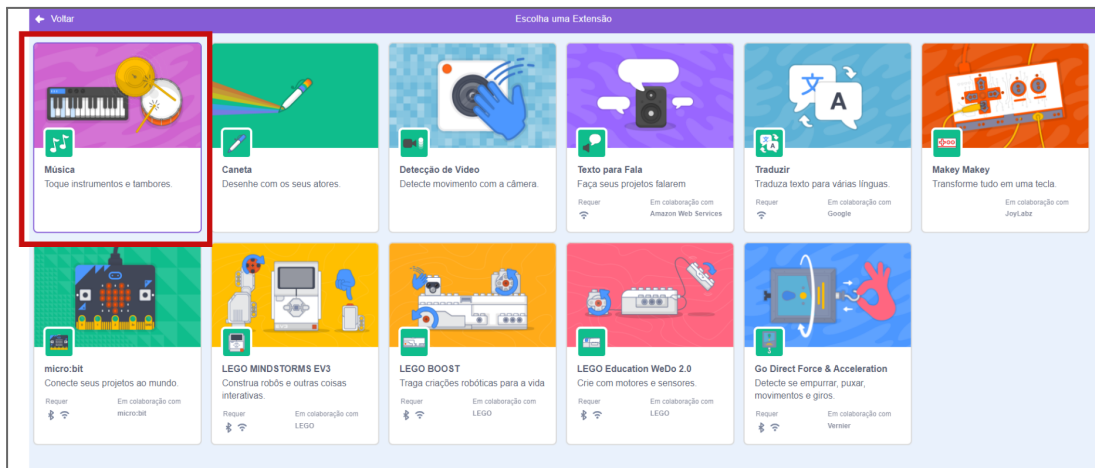 Voltar
Escolha uma Extensão
Música
Toque instrumentos e tambores.
Caneta
Desenhe com os seus atores.
Detecção de Video
Detecte movimento com a câmera.
Texto para Fala
Faça seus projetos falarem
Requer
Em colaboração com
Amazon Web Services
Traduzir
Traduza texto para várias línguas.
Requer
Em colaboração com
Google
Makey Makey
Transforme tudo em uma tecla.
Em colaboração com
JoyLabz
micro:bit
Conecte seus projetos ao mundo.
Requer
Em colaboração com
micro:bit
LEGO MINDSTORMS EV3
Construa robôs e outras coisas
interativas.
Requer
Em colaboração com
LEGO
LEGO BOOST
Traga criações robóticas para a vida
Requer
Em colaboração com
LEGO
LEGO Education WeDo 2.0
Crie com motores e sensores.
Requer
Em colaboração com
LEGO
Go Direct Force & Acceleration
Detecte se empurrar, puxar,
movimentos e giros.
Requer
Em colaboração com
Vernier